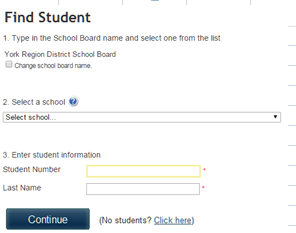 Find Student
1. Type in the School Board name and select one from the list
York Region District School Board
Change school board name.
2. Select a school ?
Select school...
3. Enter student information
Student Number *
Last Name *
Continue (No students? Click here)